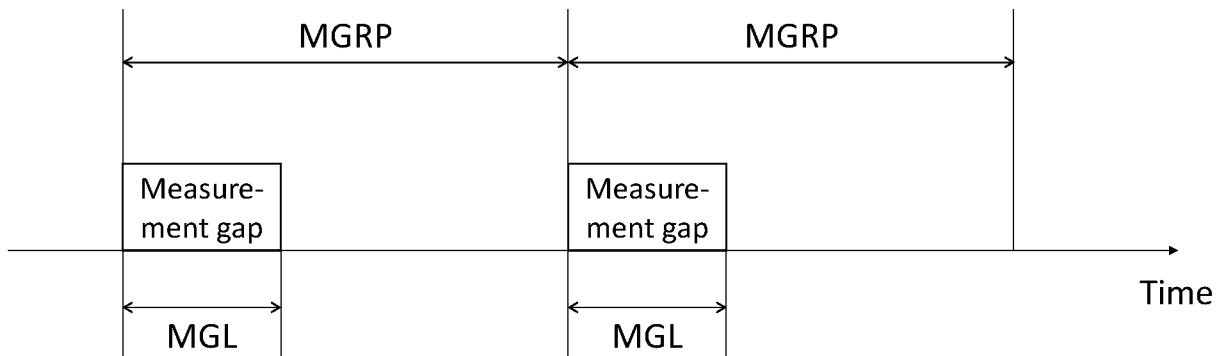 MGRP
MGRP
Measure-
ment gap
Measure-
ment gap
Time
MGL
MGL